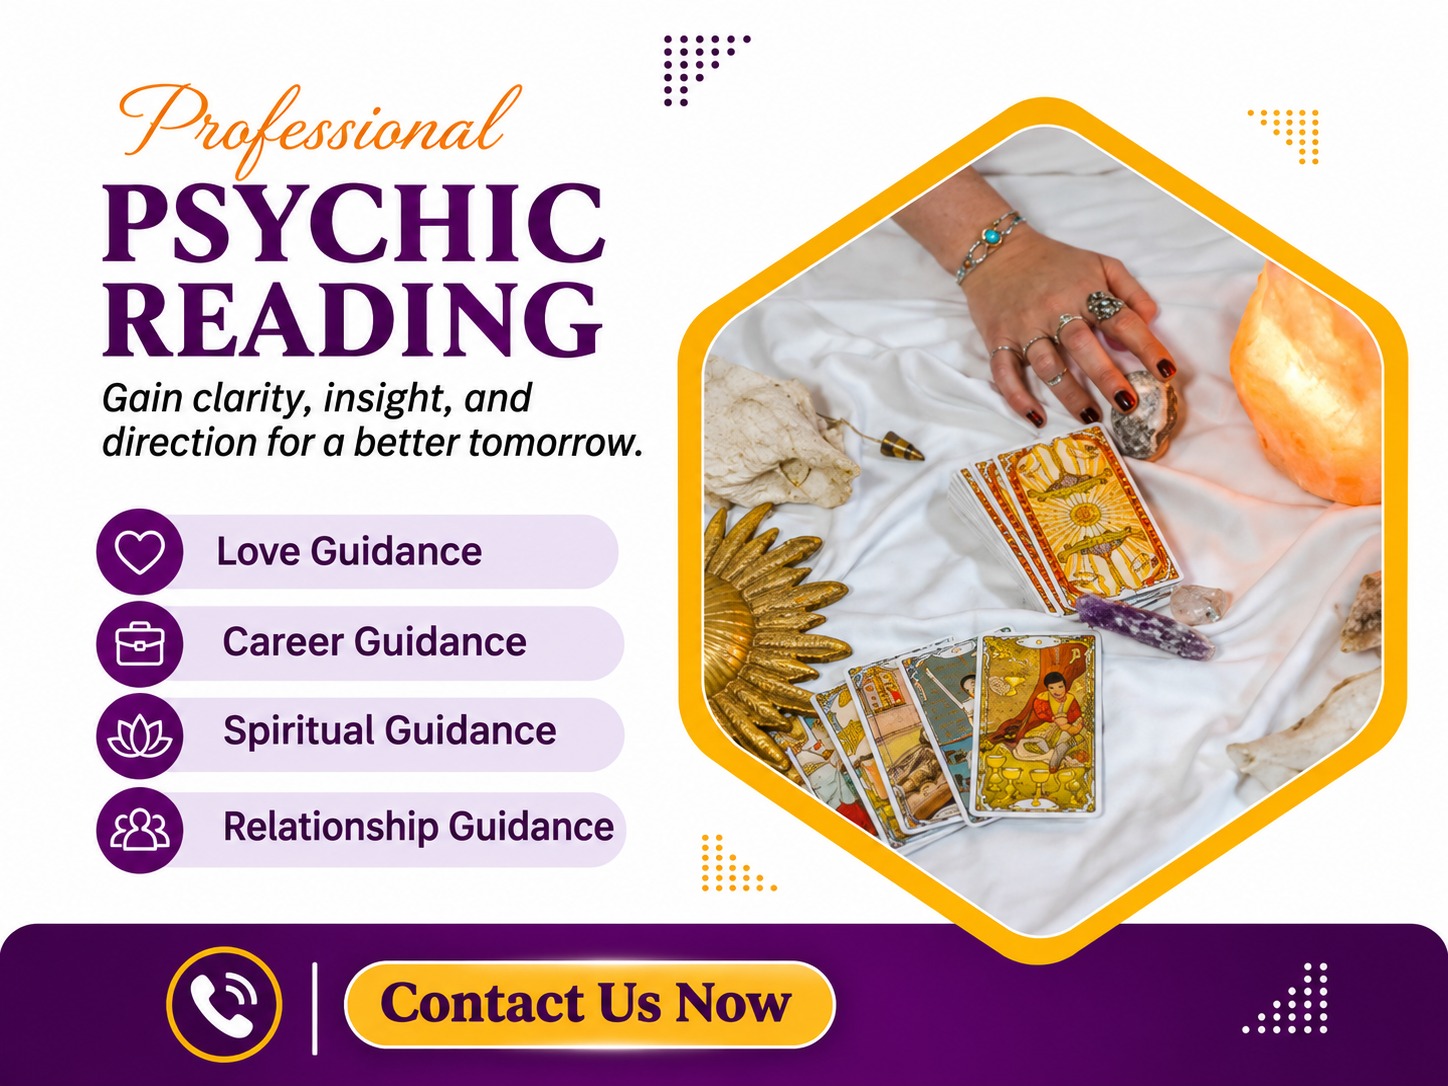 Professional
PSYCHIC
READING
Gain clarity, insight, and
direction for a better tomorrow.
Love Guidance
Career Guidance
Spiritual Guidance
Relationship Guidance
Contact Us Now